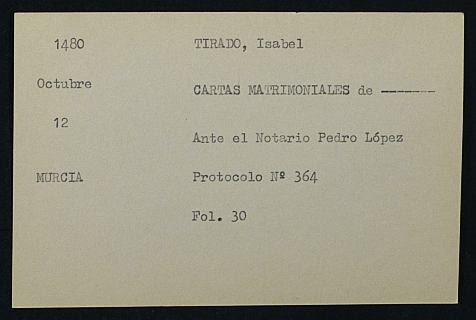 1480 TIRADO, Isabel
Octubre CARTAS MATRIMONIALES de -------
12
Ante el Notario Pedro López
MURCIA Protocolo Nº 364
Fol. 30